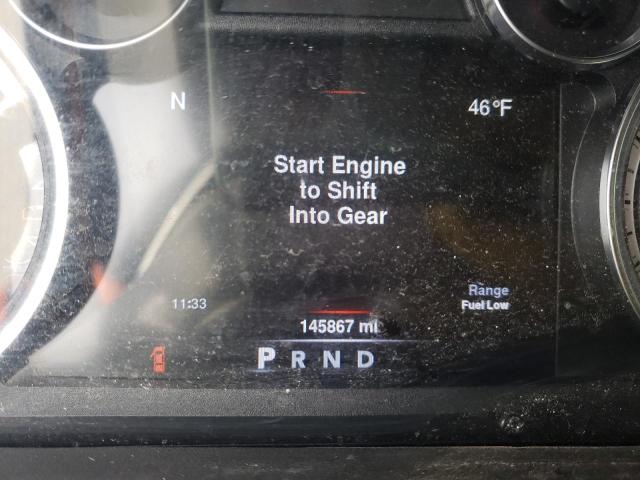 N
46°F
Start Engine
to Shift
Into Gear
11:33
Range
Fuel Low
145867 mi
P R N D